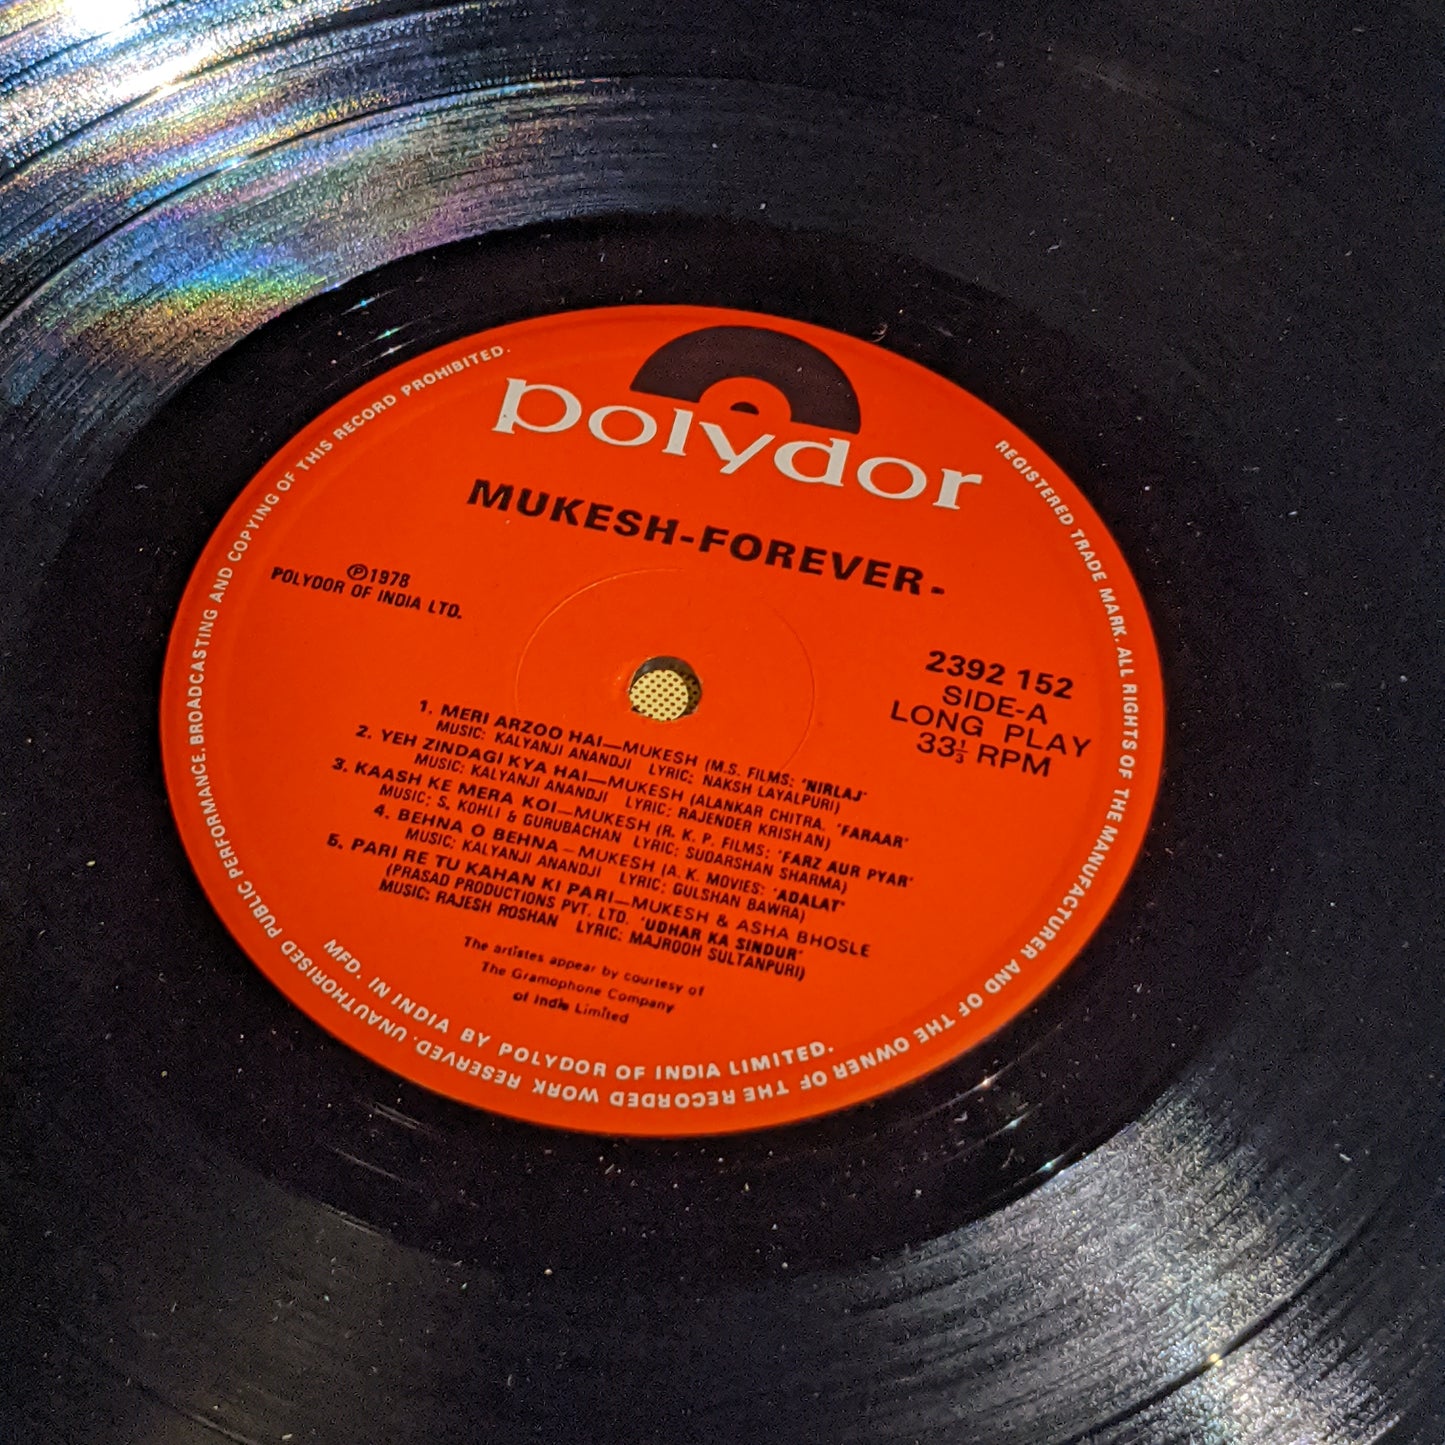 polydor
MUKESH-FOREVER-
℗1978
POLYDOR OF INDIA LTD.
2392 152
SIDE-A
LONG PLAY
33⅓ RPM
1. MERI ARZOO HAI—MUKESH (M.S. FILMS: 'NIRLAJ'
MUSIC: KALYANJI ANANDJI LYRIC: NAKSH LAYALPURI)
2. YEH ZINDAGI KYA HAI—MUKESH (ALANKAR CHITRA. 'FARAAR'
MUSIC: KALYANJI ANANDJI LYRIC: RAJENDER KRISHAN)
3. KAASH KE MERA KOI—MUKESH (R. K. P. FILMS: 'FARZ AUR PYAR'
MUSIC: S. KOHLI & GURUBACHAN LYRIC: SUDARSHAN SHARMA)
4. BEHNA O BEHNA—MUKESH (A. K. MOVIES: 'ADALAT'
MUSIC: KALYANJI ANANDJI LYRIC: GULSHAN BAWRA)
5. PARI RE TU KAHAN KI PARI—MUKESH & ASHA BHOSLE
(PRASAD PRODUCTIONS PVT. LTD. 'UDHAR KA SINDUR'
MUSIC: RAJESH ROSHAN LYRIC: MAJROOH SULTANPURI)
The artistes appear by courtesy of
The Gramophone Company
of India Limited
MFD. IN INDIA BY POLYDOR OF INDIA LIMITED.
REGISTERED TRADE MARK. ALL RIGHTS OF THE MANUFACTURER AND OF THE OWNER OF THE RECORDED WORK RESERVED. UNAUTHORISED PUBLIC PERFORMANCE. BROADCASTING AND COPYING OF THIS RECORD PROHIBITED.